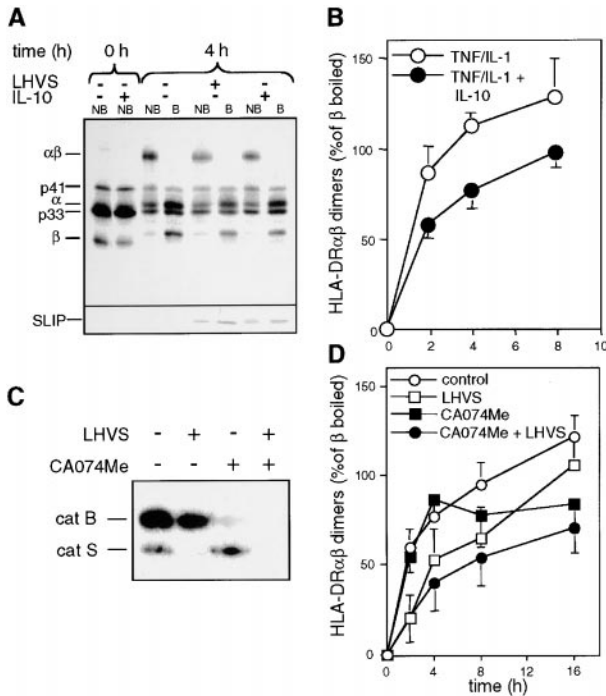 A
time (h) 0 h 4 h
LHVS - - - + -
IL-10 - + - - +
NB NB NB B NB B NB B
αβ
p41
α
p33
β
SLIP
B
HLA-DRαβ dimers (% of β boiled)
150
100
50
0
0 2 4 6 8 10
TNF/IL-1
TNF/IL-1 +
IL-10
C
LHVS - + - +
CA074Me - - + +
cat B
cat S
D
HLA-DRαβ dimers (% of β boiled)
150
100
50
0
0 4 8 12 16
time (h)
control
LHVS
CA074Me
CA074Me + LHVS